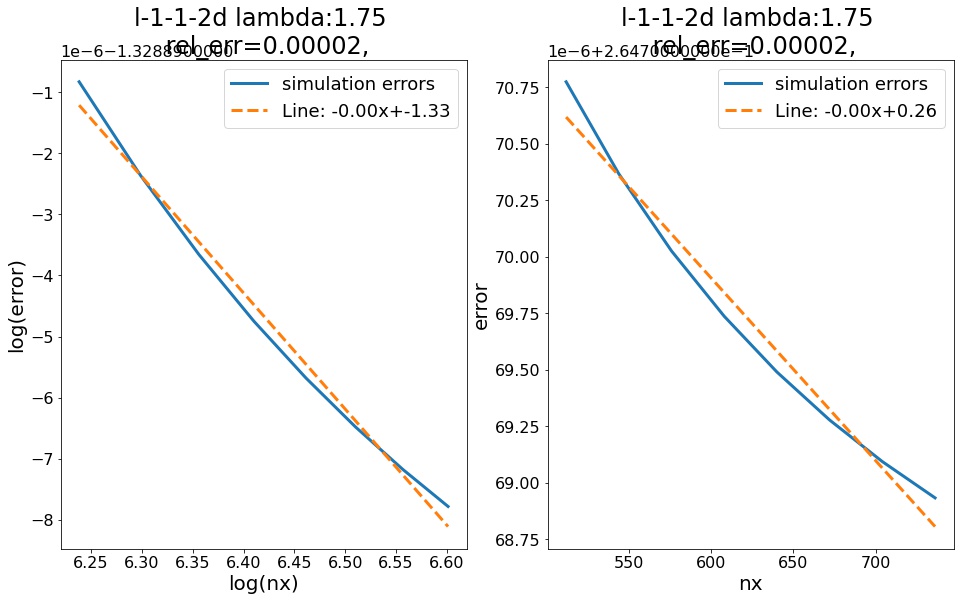 l-1-1-2d lambda:1.75
rel_err=0.00002,
1e−6−1.3288900000
simulation errors
Line: -0.00x+-1.33
log(error)
−1
−2
−3
−4
−5
−6
−7
−8
6.25 6.30 6.35 6.40 6.45 6.50 6.55 6.60
log(nx)
l-1-1-2d lambda:1.75
rel_err=0.00002,
1e−6+2.6470000000e−1
simulation errors
Line: -0.00x+0.26
error
70.75
70.50
70.25
70.00
69.75
69.50
69.25
69.00
68.75
550 600 650 700
nx